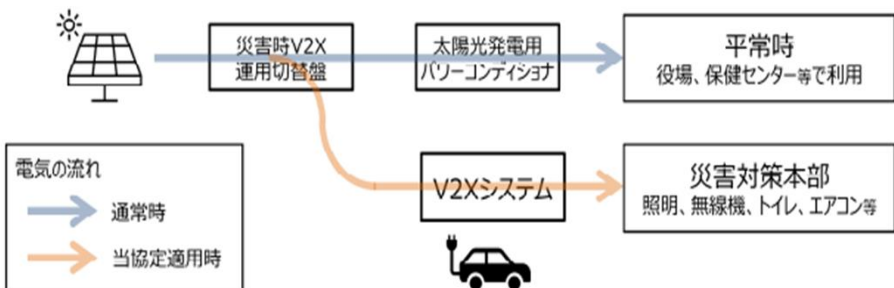 災害時V2X
運用切替盤
太陽光発電用
パワーコンディショナ
平常時
役場、保健センター等で利用
電気の流れ
通常時
当協定適用時
V2Xシステム
災害対策本部
照明、無線機、トイレ、エアコン等